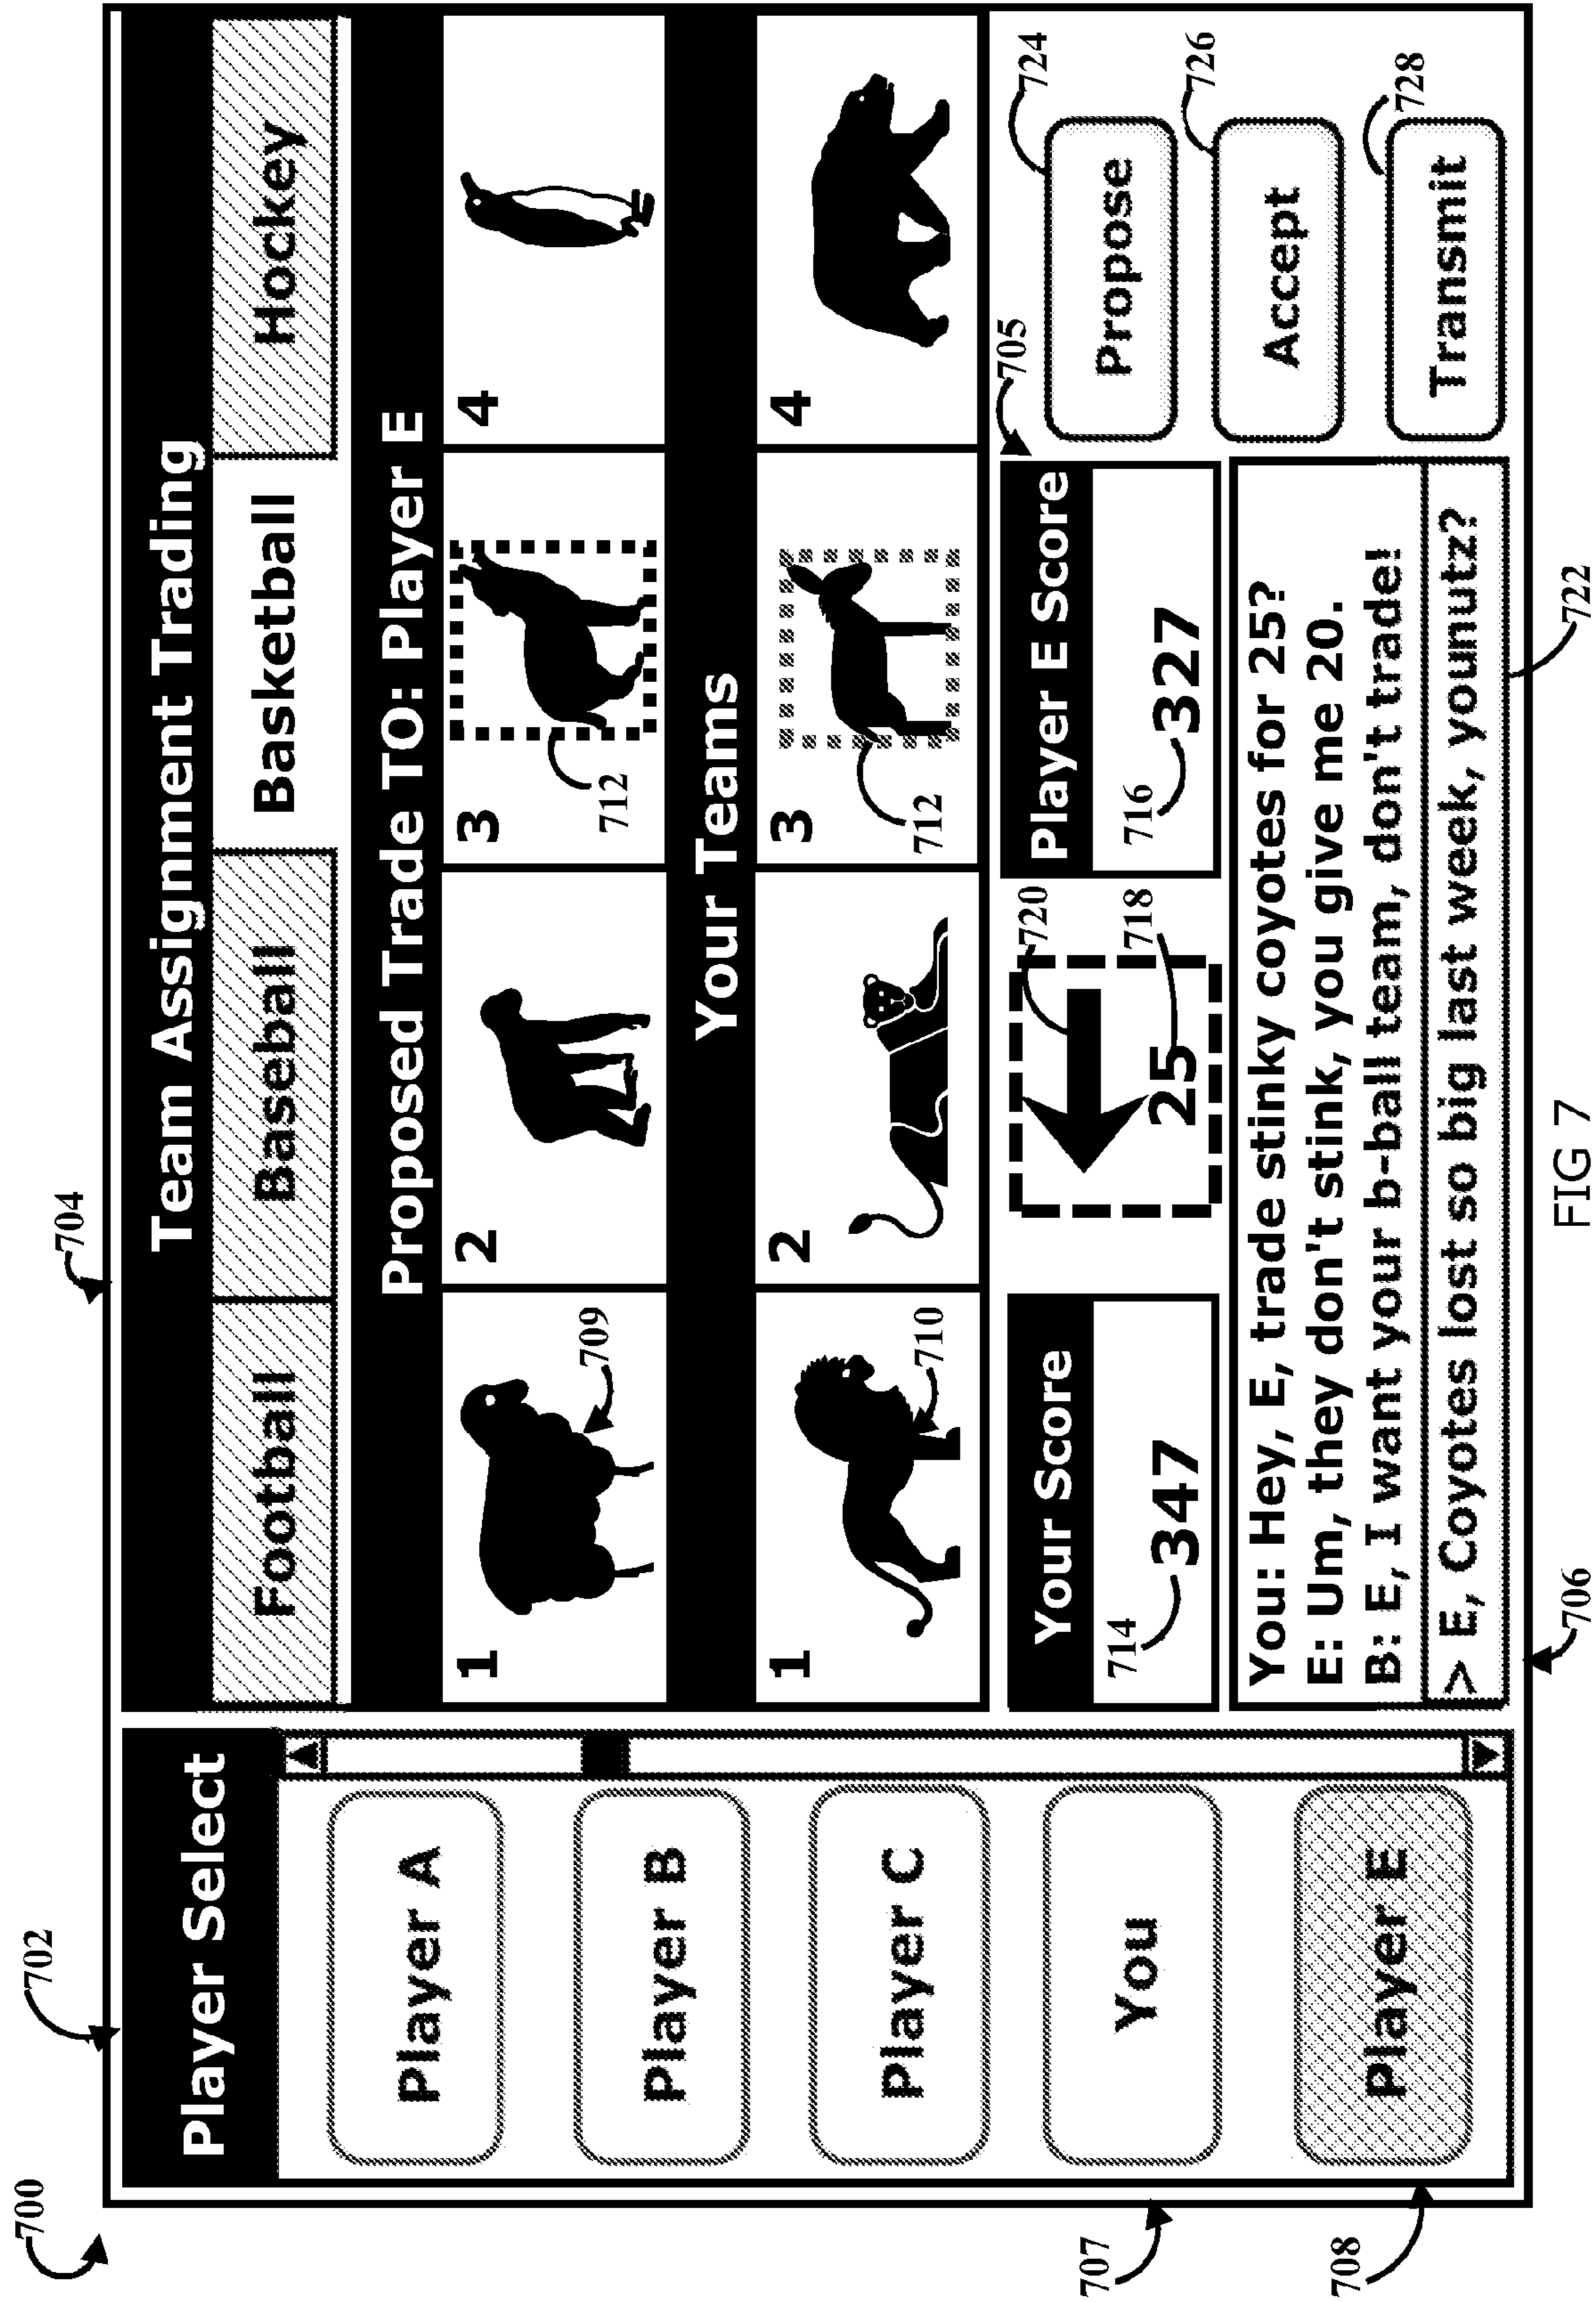 700
702
704
Player Select
Player A
Player B
Player C
You
Player E
707
708
Team Assignment Trading
Football
Baseball
Basketball
Hockey
Proposed Trade TO: Player E
1
2
3
4
709
712
Your Teams
1
2
3
4
710
712
Your Score
714
347
720
25
718
705
Player E Score
716
327
You: Hey, E, trade stinky coyotes for 25?
E: Um, they don't stink, you give me 20.
B: E, I want your b-ball team, don't trade!
> E, Coyotes lost so big last week, younutz?
Propose
724
Accept
726
Transmit
728
706
722
FIG 7